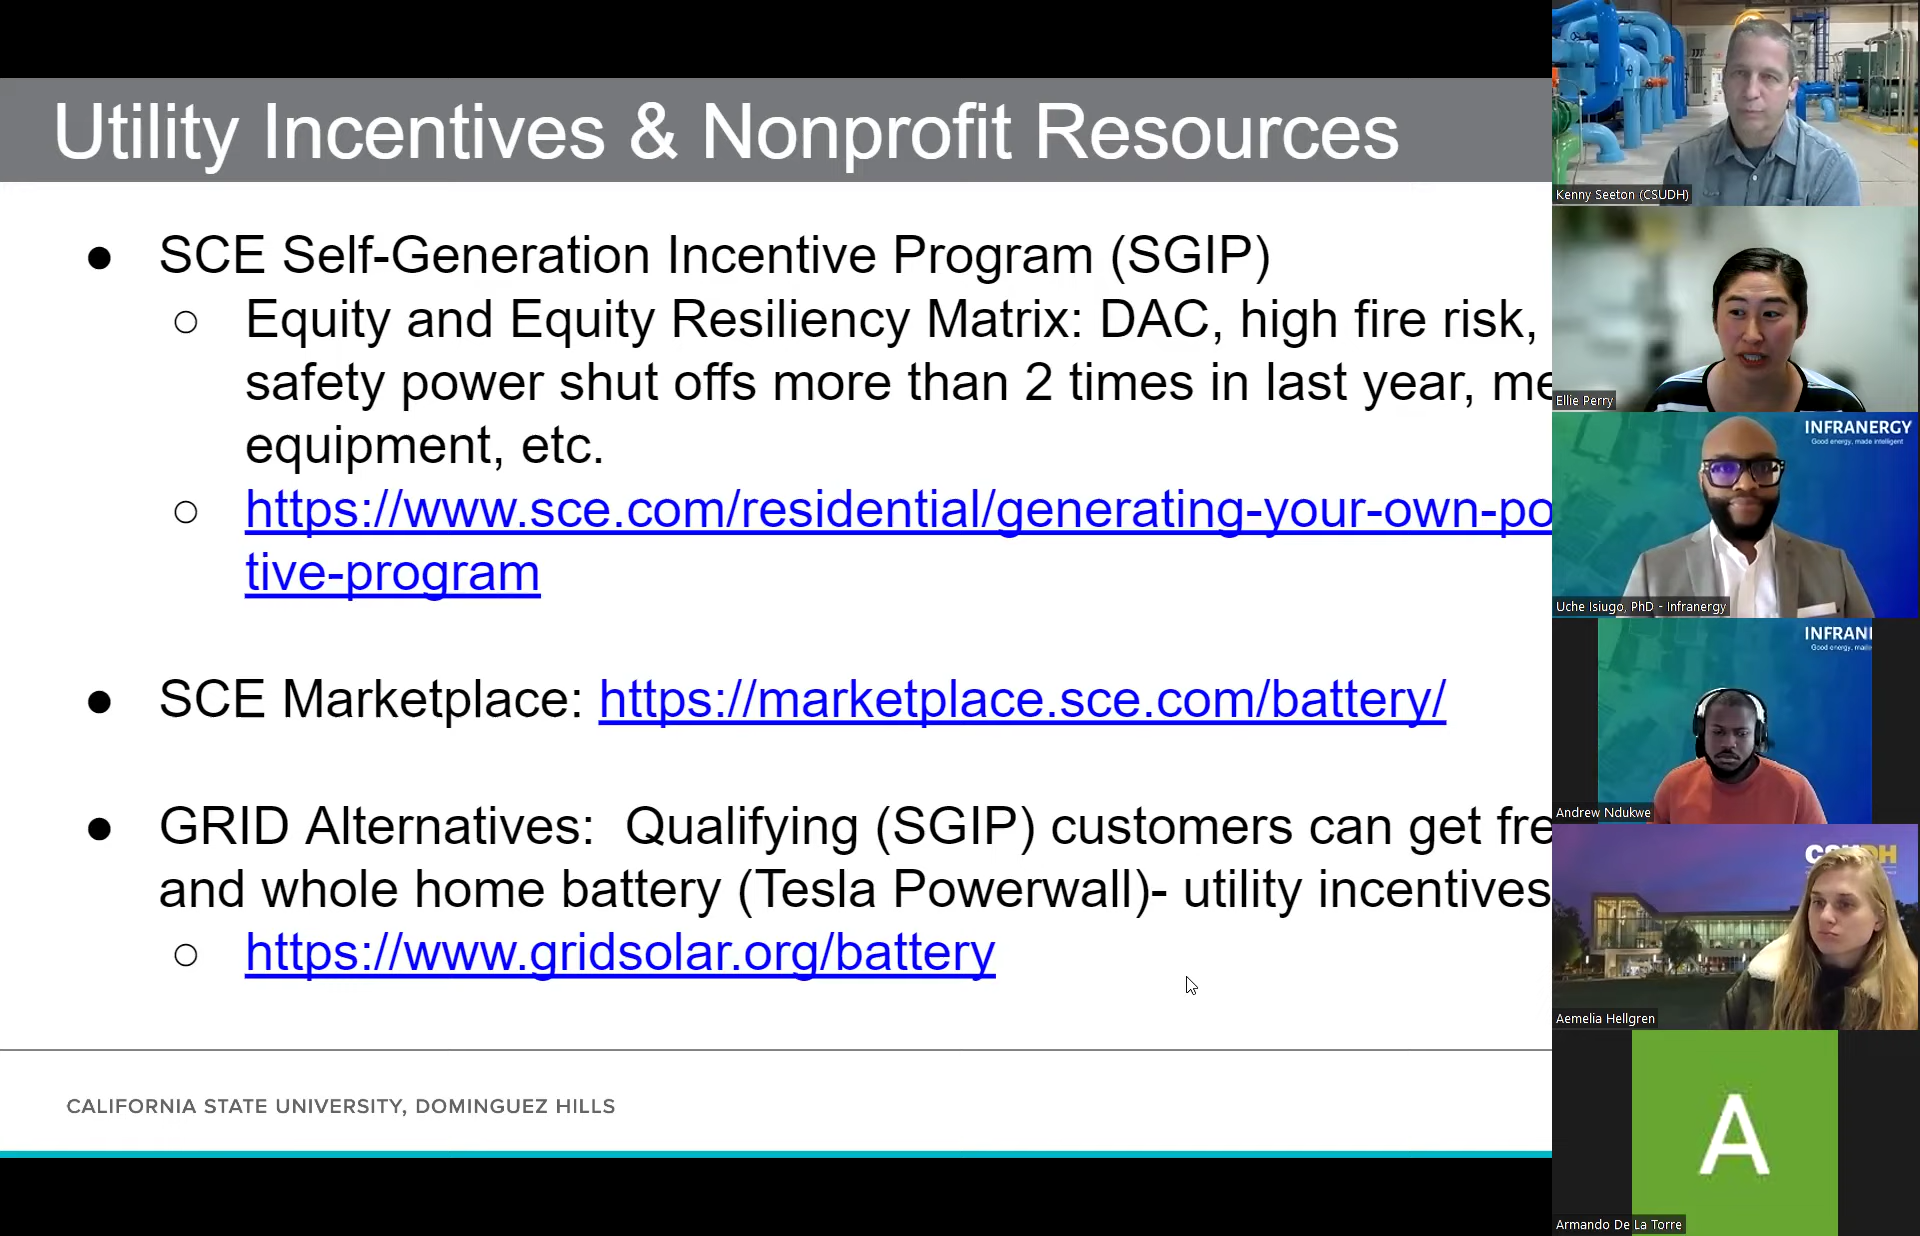 Utility Incentives & Nonprofit Resources
● SCE Self-Generation Incentive Program (SGIP)
○ Equity and Equity Resiliency Matrix: DAC, high fire risk,
safety power shut offs more than 2 times in last year, me
equipment, etc.
○ https://www.sce.com/residential/generating-your-own-po
tive-program
● SCE Marketplace: https://marketplace.sce.com/battery/
● GRID Alternatives: Qualifying (SGIP) customers can get fre
and whole home battery (Tesla Powerwall)- utility incentives
○ https://www.gridsolar.org/battery
CALIFORNIA STATE UNIVERSITY, DOMINGUEZ HILLS
Kenny Seeton (CSUDH)
Ellie Perry
INFRANERGY
Good energy, made intelligent
Uche Isiugo, PhD - Infranergy
INFRAN
Good energy, ma
Andrew Ndukwe
Aemelia Hellgren
A
Armando De La Torre